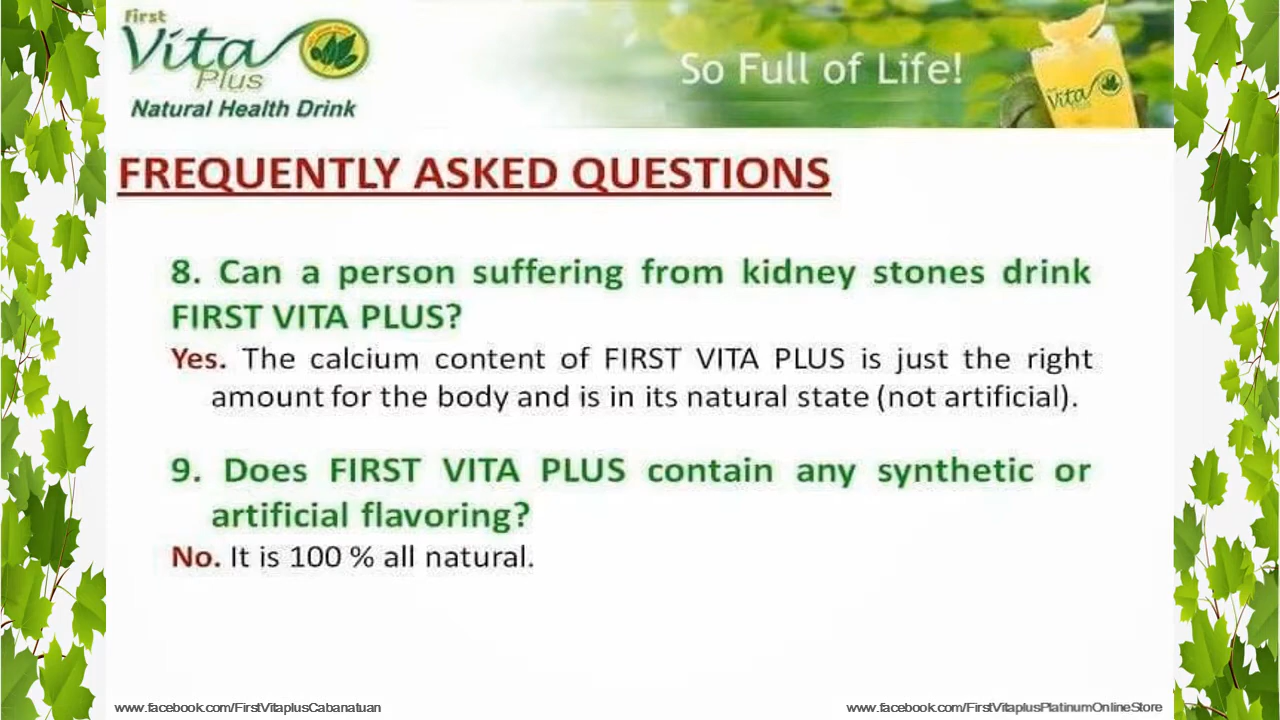 First
Vita
Plus
Natural Health Drink
So Full of Life!
Vita
FREQUENTLY ASKED QUESTIONS
8. Can a person suffering from kidney stones drink
FIRST VITA PLUS?
Yes. The calcium content of FIRST VITA PLUS is just the right
amount for the body and is in its natural state (not artificial).
9. Does FIRST VITA PLUS contain any synthetic or
artificial flavoring?
No. It is 100 % all natural.
www.facebook.com/FirstVitaplusCabanatuan
www.facebook.com/FirstVitaplusPlatinumOnlineStore